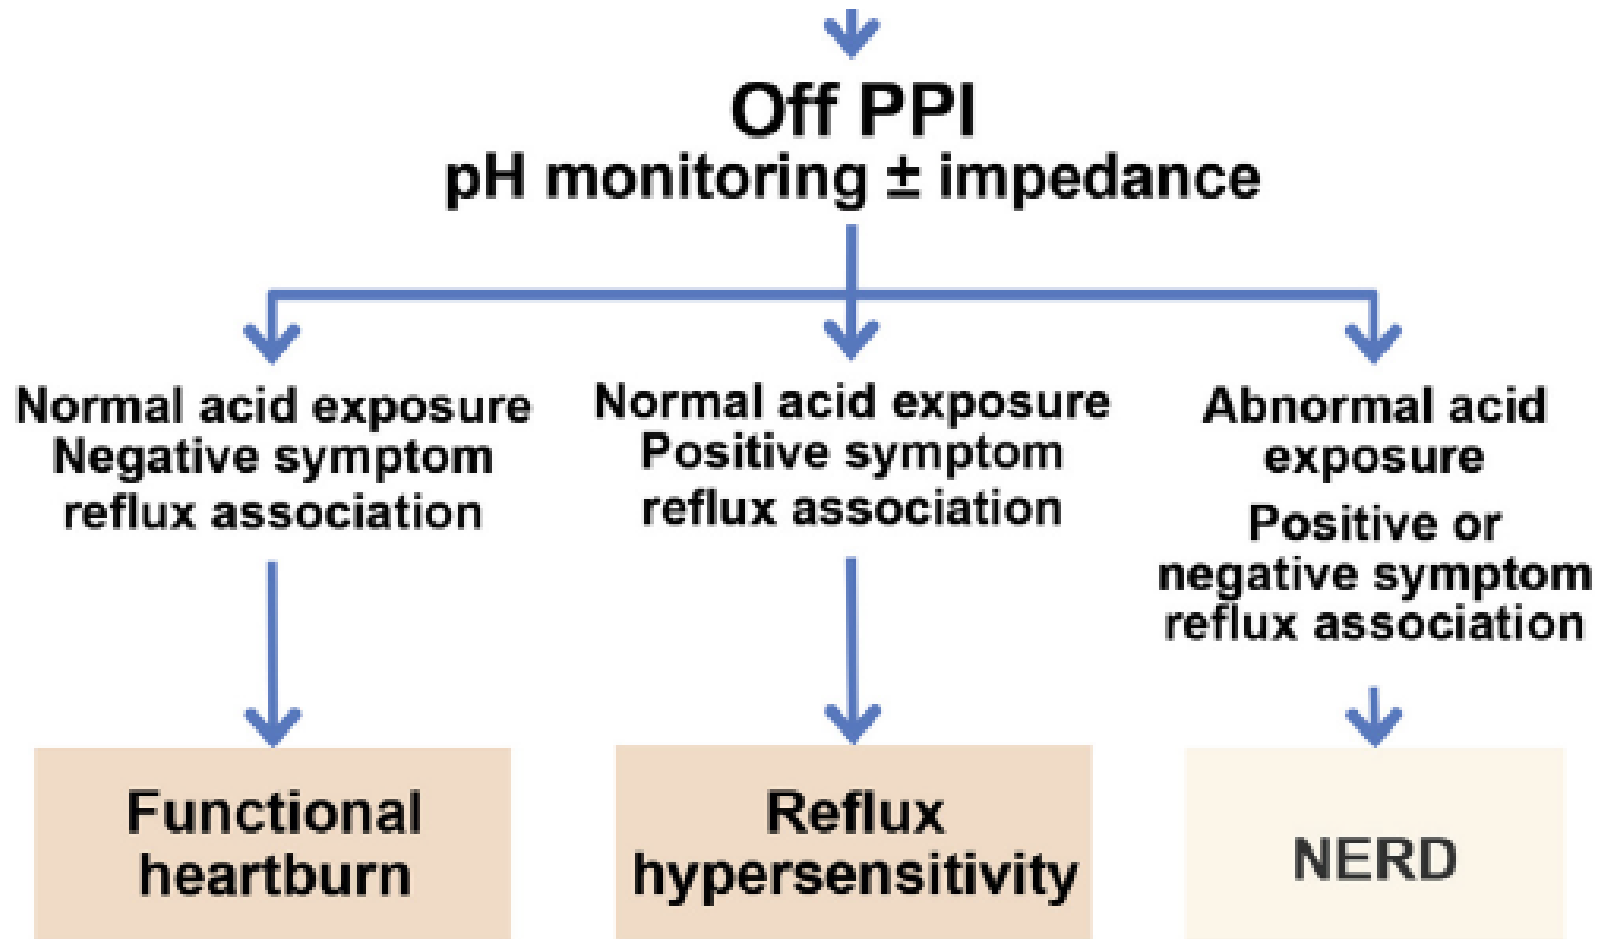 Off PPI
pH monitoring ± impedance
Normal acid exposure
Negative symptom
reflux association
Normal acid exposure
Positive symptom
reflux association
Abnormal acid
exposure
Positive or
negative symptom
reflux association
Functional
heartburn
Reflux
hypersensitivity
NERD